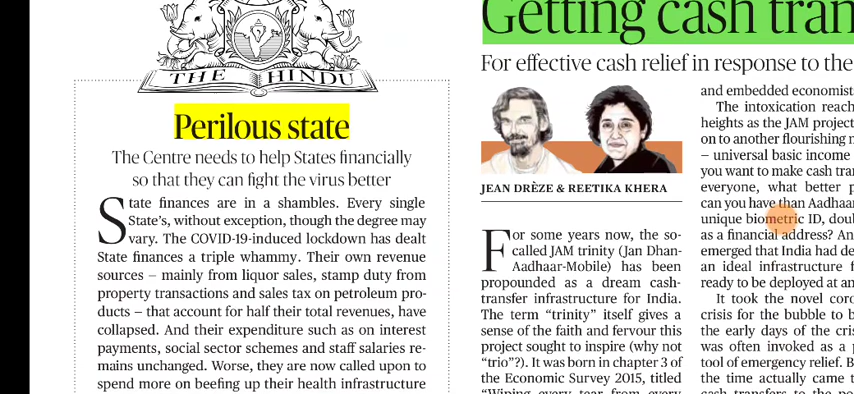 THE HINDU
Perilous state
The Centre needs to help States financially
so that they can fight the virus better
State finances are in a shambles. Every single
State's, without exception, though the degree may
vary. The COVID-19-induced lockdown has dealt
State finances a triple whammy. Their own revenue
sources – mainly from liquor sales, stamp duty from
property transactions and sales tax on petroleum pro-
ducts – that account for half their total revenues, have
collapsed. And their expenditure such as on interest
payments, social sector schemes and staff salaries re-
mains unchanged. Worse, they are now called upon to
spend more on beefing up their health infrastructure
Getting cash tran
For effective cash relief in response to the
JEAN DRÈZE & REETIKA KHERA
For some years now, the so-
called JAM trinity (Jan Dhan-
Aadhaar-Mobile) has been
propounded as a dream cash-
transfer infrastructure for India.
The term “trinity” itself gives a
sense of the faith and fervour this
project sought to inspire (why not
“trio”?). It was born in chapter 3 of
the Economic Survey 2015, titled
“Wiping every tear from every
and embedded economist
The intoxication reach
heights as the JAM project
on to another flourishing
– universal basic income
you want to make cash tran
everyone, what better p
can you have than Aadhaa
unique biometric ID, dou
as a financial address? An
emerged that India had de
an ideal infrastructure f
ready to be deployed at an
It took the novel coro
crisis for the bubble to b
the early days of the cris
was often invoked as a p
tool of emergency relief. B
the time actually came t
cash transfers to the po